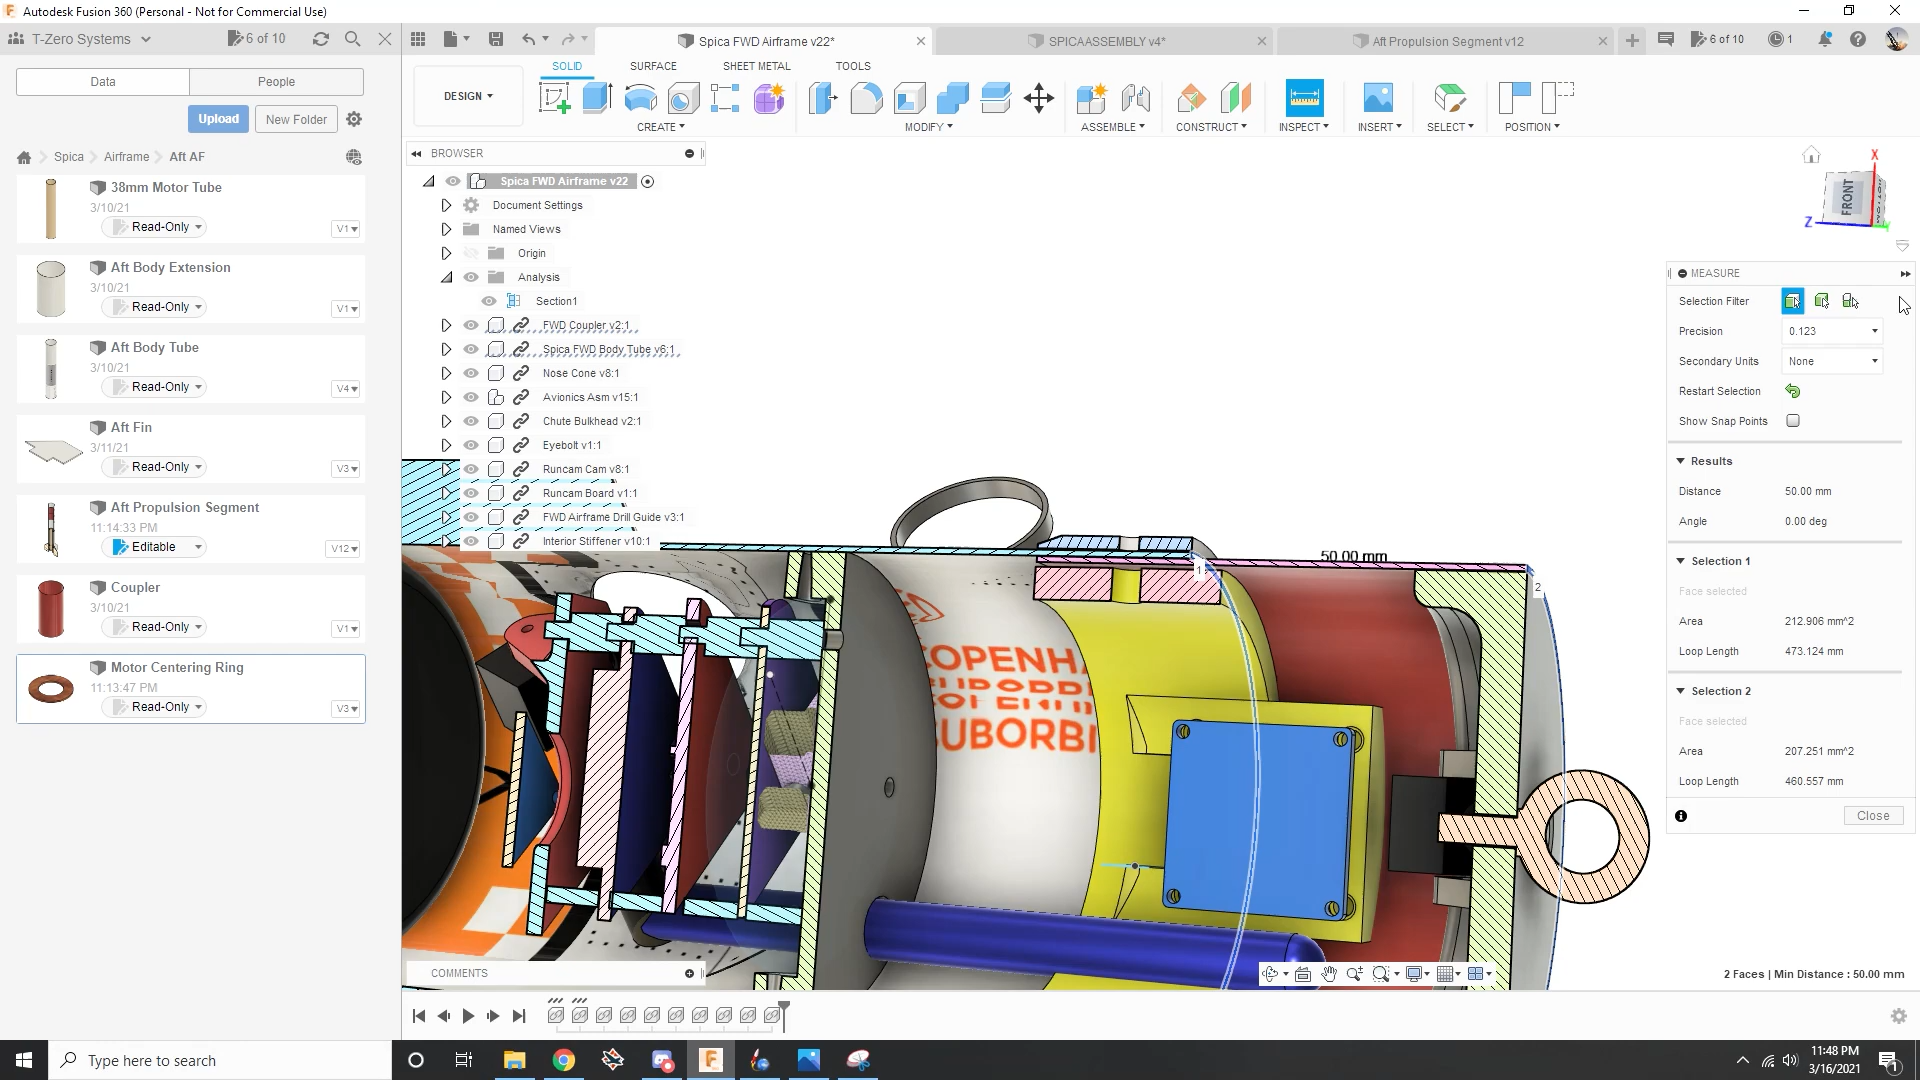 Autodesk Fusion 360 (Personal - Not for Commercial Use)
T-Zero Systems
6 of 10
Spica FWD Airframe v22*
SPICAASSEMBLY v4*
Aft Propulsion Segment v12
6 of 10
1
Data
People
Upload
New Folder
Spica
Airframe
Aft AF
38mm Motor Tube
3/10/21
Read-Only
V1
Aft Body Extension
3/10/21
Read-Only
V1
Aft Body Tube
3/10/21
Read-Only
V4
Aft Fin
3/11/21
Read-Only
V3
Aft Propulsion Segment
11:14:33 PM
Editable
V12
Coupler
3/10/21
Read-Only
V1
Motor Centering Ring
11:13:47 PM
Read-Only
V3
DESIGN
SOLID
SURFACE
SHEET METAL
TOOLS
CREATE
MODIFY
ASSEMBLE
CONSTRUCT
INSPECT
INSERT
SELECT
POSITION
BROWSER
Spica FWD Airframe v22
Document Settings
Named Views
Origin
Analysis
Section1
FWD Coupler v2:1
Spica FWD Body Tube v6:1
Nose Cone v8:1
Avionics Asm v15:1
Chute Bulkhead v2:1
Eyebolt v1:1
Runcam Cam v8:1
Runcam Board v1:1
FWD Airframe Drill Guide v3:1
Interior Stiffener v10:1
50.00 mm
1
2
COPENHA
SUBORBI
X
FRONT
Z
MEASURE
Selection Filter
Precision
0.123
Secondary Units
None
Restart Selection
Show Snap Points
Results
Distance
50.00 mm
Angle
0.00 deg
Selection 1
Face selected
Area
212.906 mm^2
Loop Length
473.124 mm
Selection 2
Face selected
Area
207.251 mm^2
Loop Length
460.557 mm
Close
COMMENTS
2 Faces | Min Distance : 50.00 mm
Type here to search
11:48 PM
3/16/2021
1